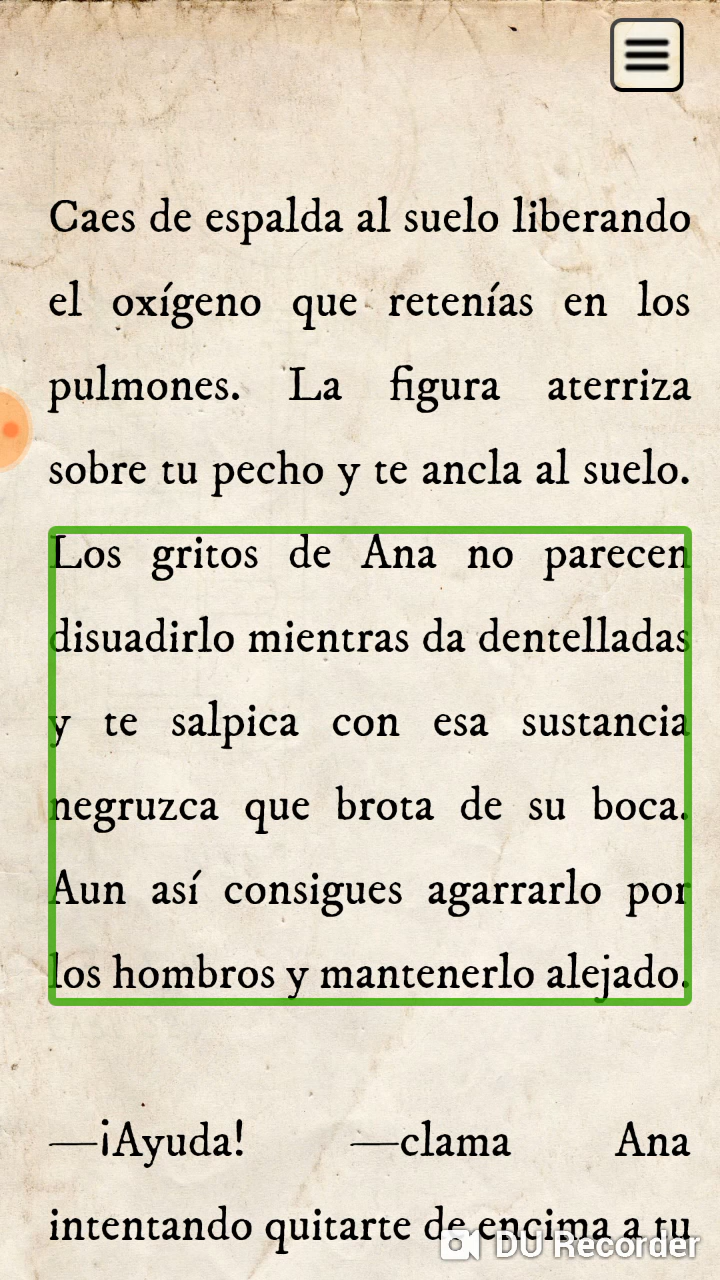 Caes de espalda al suelo liberando
el oxígeno que retenías en los
pulmones. La figura aterriza
sobre tu pecho y te ancla al suelo.
Los gritos de Ana no parecen
disuadirlo mientras da dentelladas
y te salpica con esa sustancia
negruzca que brota de su boca.
Aun así consigues agarrarlo por
los hombros y mantenerlo alejado.
—¡Ayuda! —clama Ana
intentando quitarte de encima a tu
DU Recorder